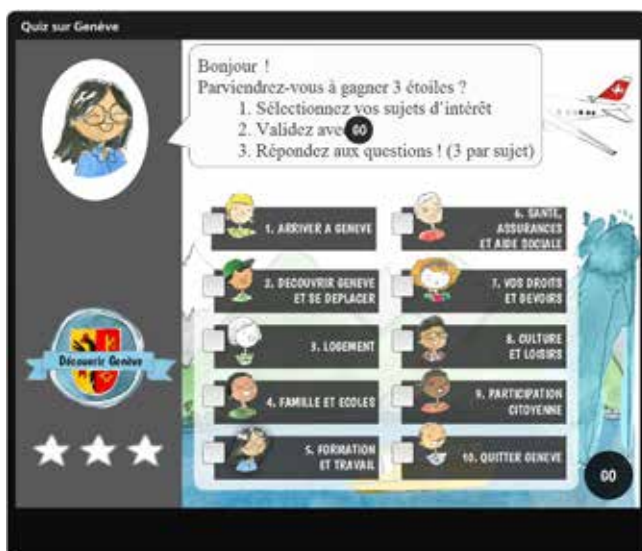 Quiz sur Genève
Bonjour !
Parviendrez-vous à gagner 3 étoiles ?
1. Sélectionnez vos sujets d'intérêt
2. Validez ave GO
3. Répondez aux questions ! (3 par sujet)
1. ARRIVER A GENEVE
2. DECOUVRIR GENEVE
ET SE DEPLACER
3. LOGEMENT
4. FAMILLE ET ECOLES
5. FORMATION
ET TRAVAIL
6. SANTE,
ASSURANCES
ET AIDE SOCIALE
7. VOS DROITS
ET DEVOIRS
8. CULTURE
ET LOISIRS
9. PARTICIPATION
CITOYENNE
10. QUITTER GENEVE
Découvrir Genève
GO